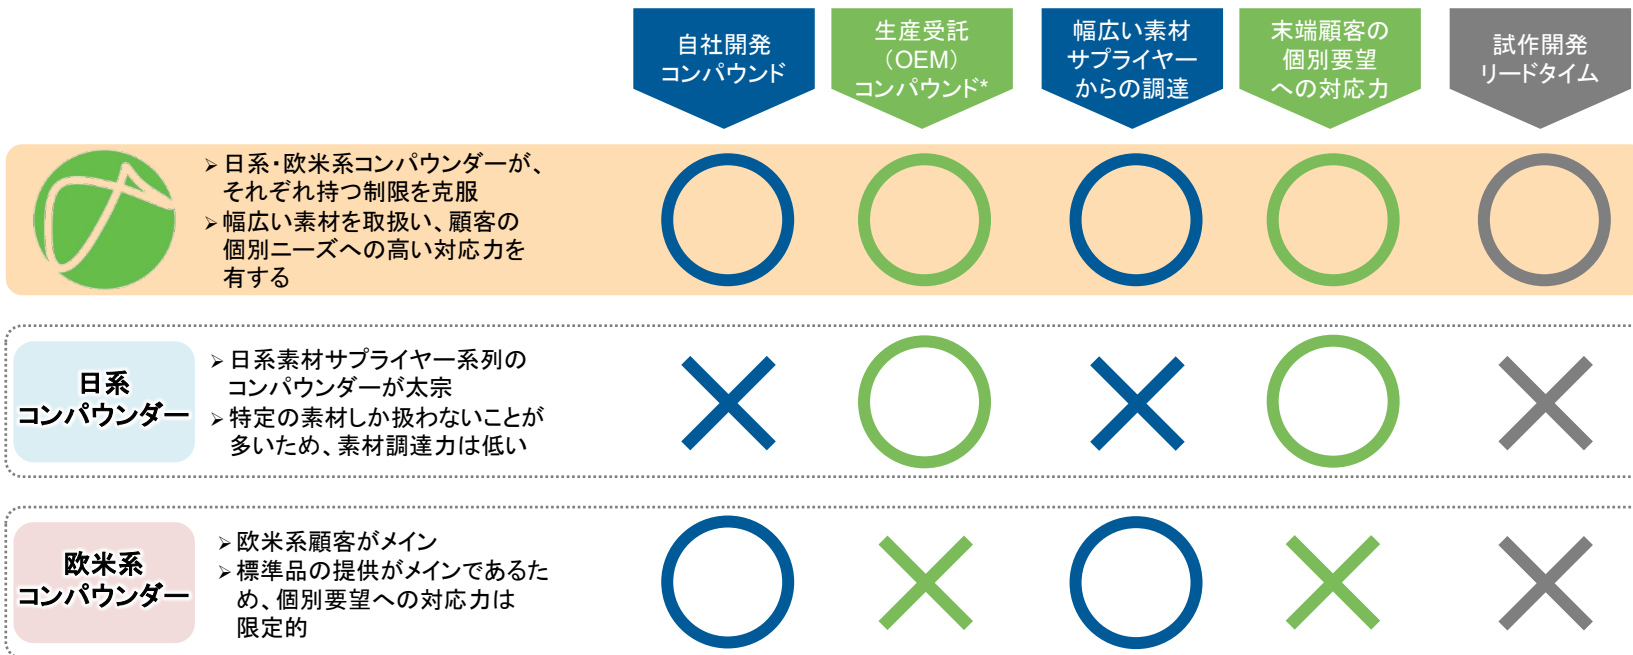 自社開発
コンパウンド
生産受託
（OEM）
コンパウンド*
幅広い素材
サプライヤー
からの調達
末端顧客の
個別要望
への対応力
試作開発
リードタイム
➢日系・欧米系コンパウンダーが、
それぞれ持つ制限を克服
➢幅広い素材を取扱い、顧客の
個別ニーズへの高い対応力を
有する
日系
コンパウンダー
➢日系素材サプライヤー系列の
コンパウンダーが太宗
➢特定の素材しか扱わないことが
多いため、素材調達力は低い
欧米系
コンパウンダー
➢欧米系顧客がメイン
➢標準品の提供がメインであるた
め、個別要望への対応力は
限定的